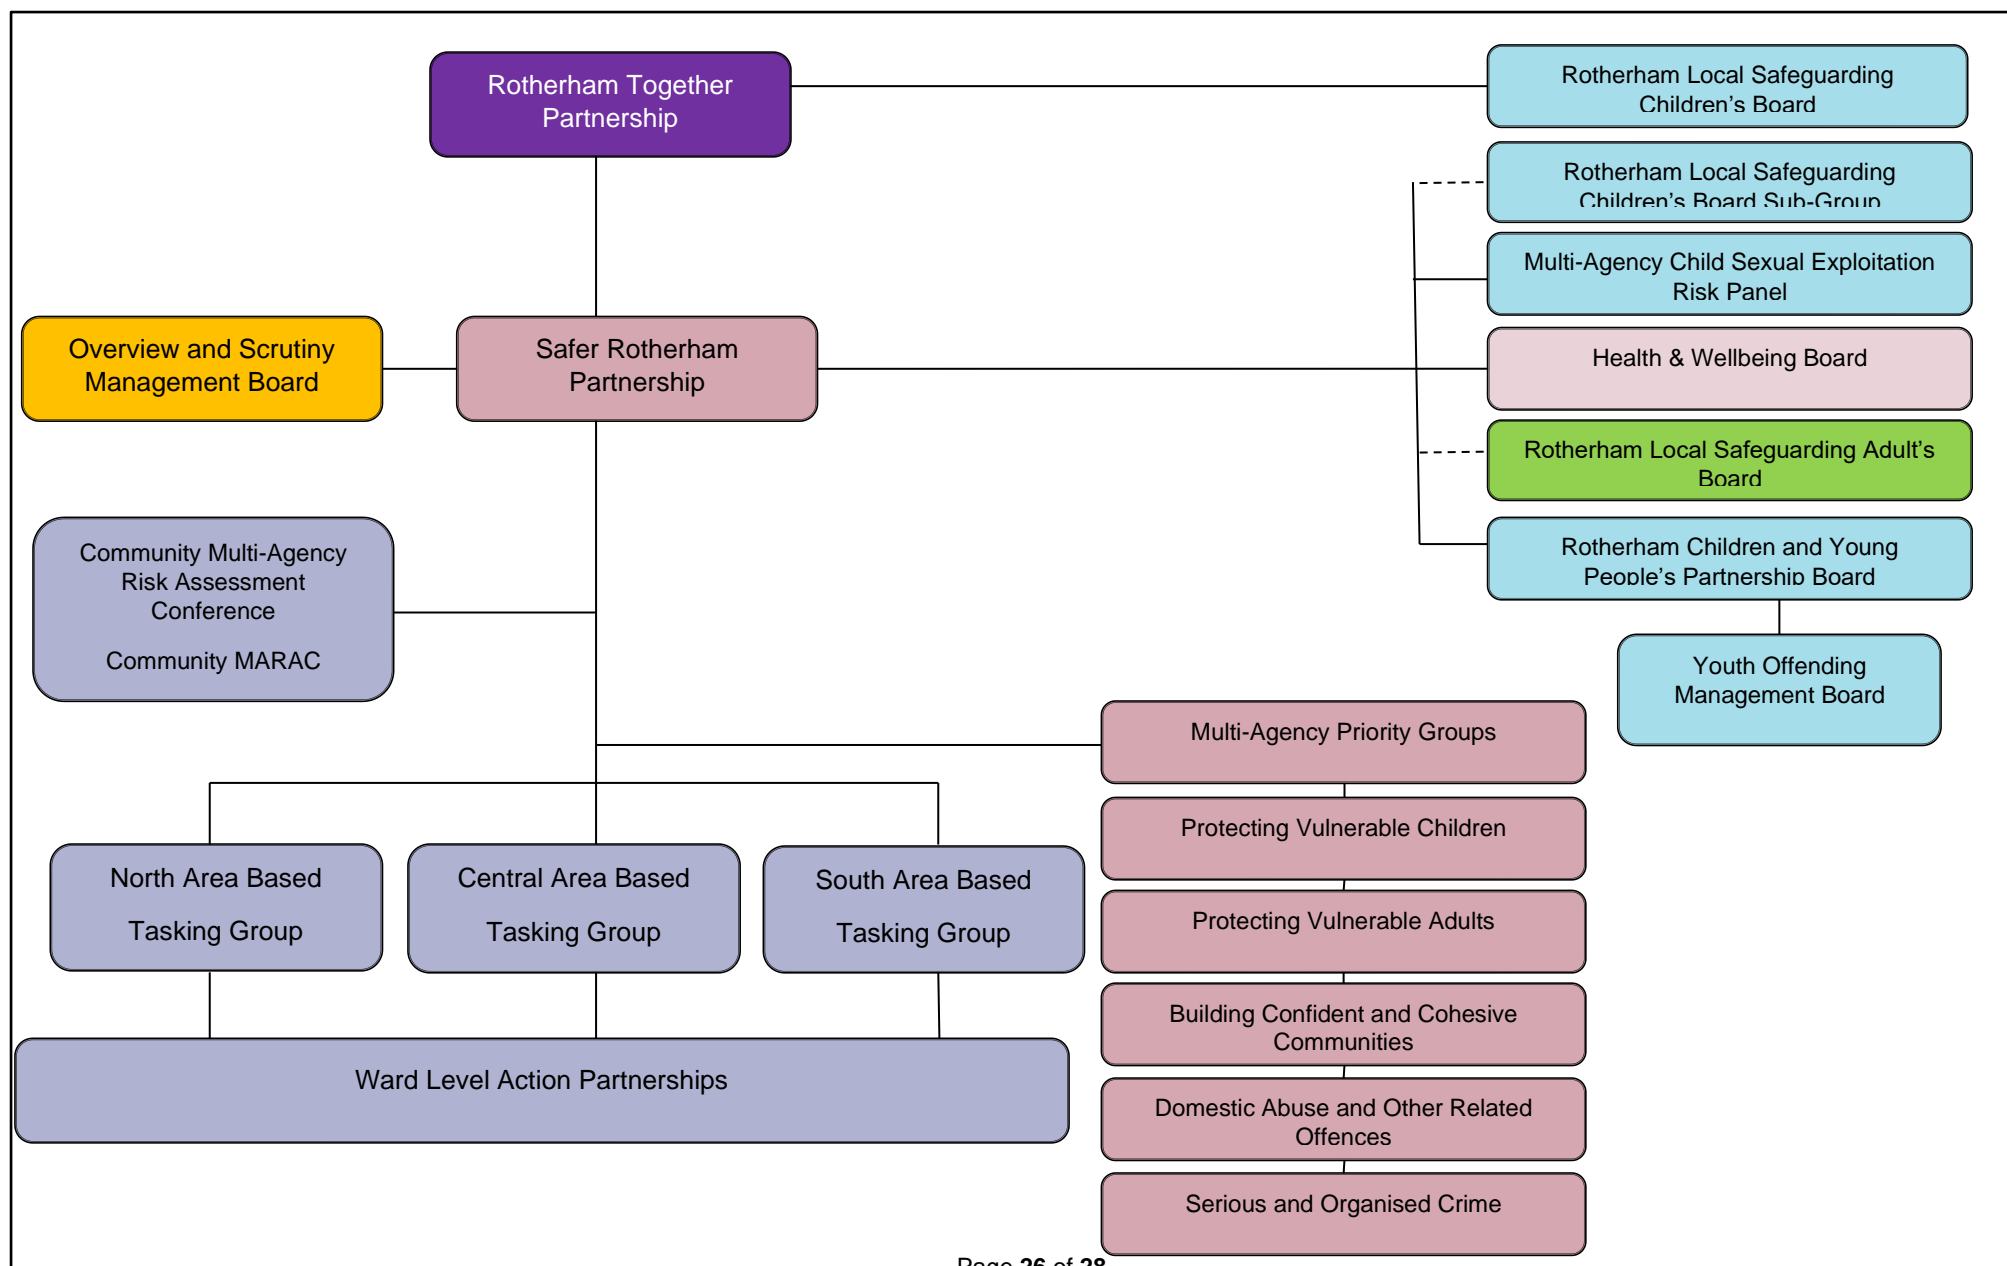 Rotherham Together
Partnership
Rotherham Local Safeguarding
Children’s Board
Rotherham Local Safeguarding
Children’s Board Sub-Group
Multi-Agency Child Sexual Exploitation
Risk Panel
Overview and Scrutiny
Management Board
Safer Rotherham
Partnership
Health & Wellbeing Board
Rotherham Local Safeguarding Adult’s
Board
Rotherham Children and Young
People’s Partnership Board
Youth Offending
Management Board
Community Multi-Agency
Risk Assessment
Conference
Community MARAC
Multi-Agency Priority Groups
Protecting Vulnerable Children
Protecting Vulnerable Adults
Building Confident and Cohesive
Communities
Domestic Abuse and Other Related
Offences
Serious and Organised Crime
North Area Based
Tasking Group
Central Area Based
Tasking Group
South Area Based
Tasking Group
Ward Level Action Partnerships
Page 26 of 28